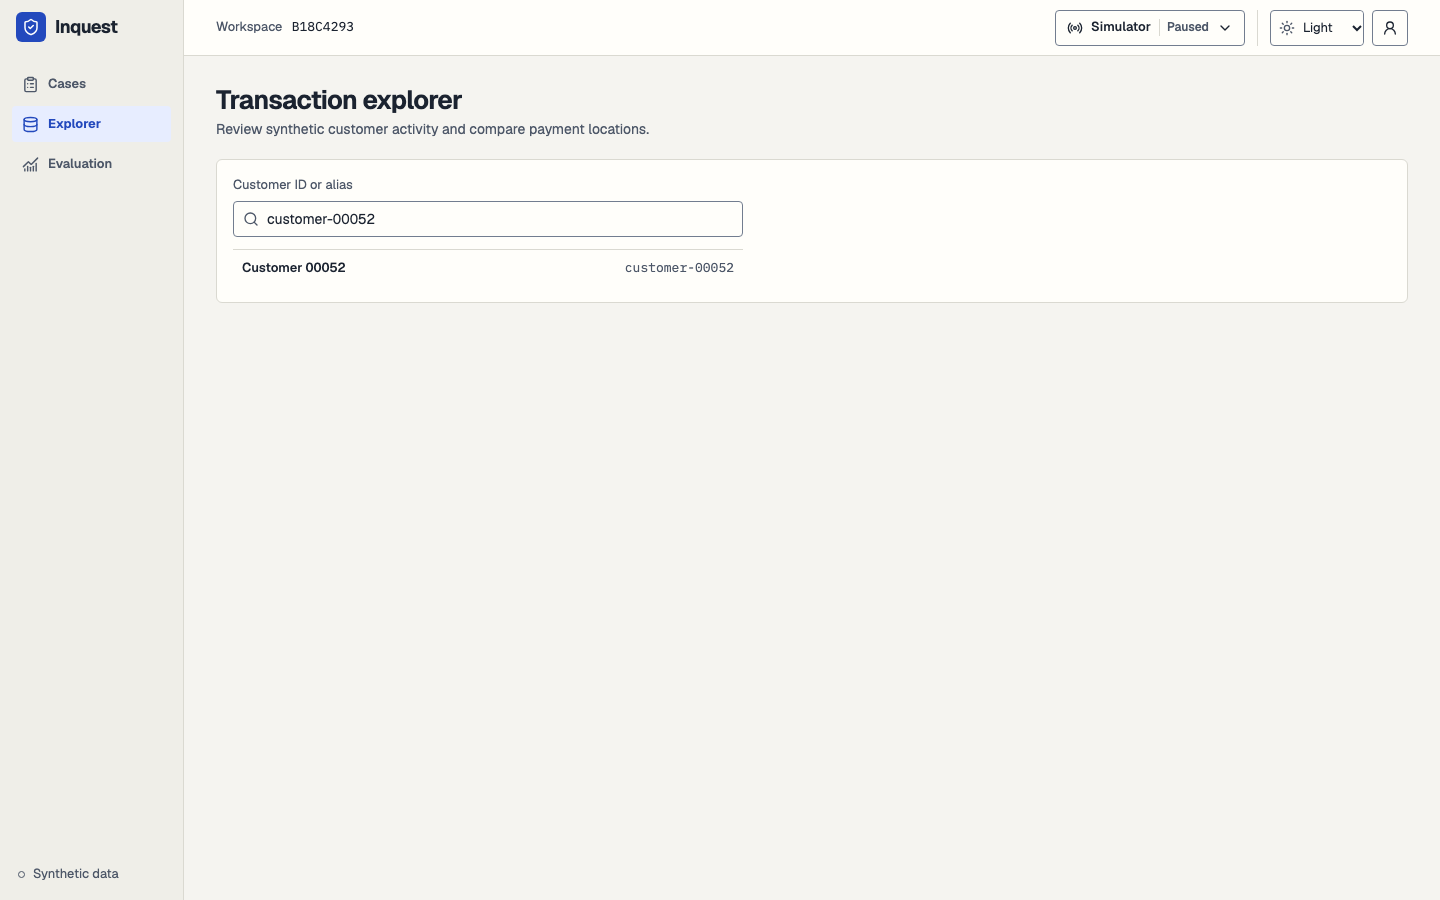 Inquest
Workspace B18C4293
Simulator Paused
Light
Cases
Explorer
Evaluation
Transaction explorer
Review synthetic customer activity and compare payment locations.
Customer ID or alias
customer-00052
Customer 00052 customer-00052
Synthetic data